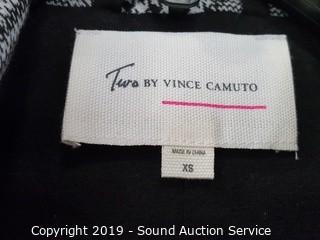 Two BY VINCE CAMUTO
MADE IN CHINA
XS
Copyright 2019 - Sound Auction Service